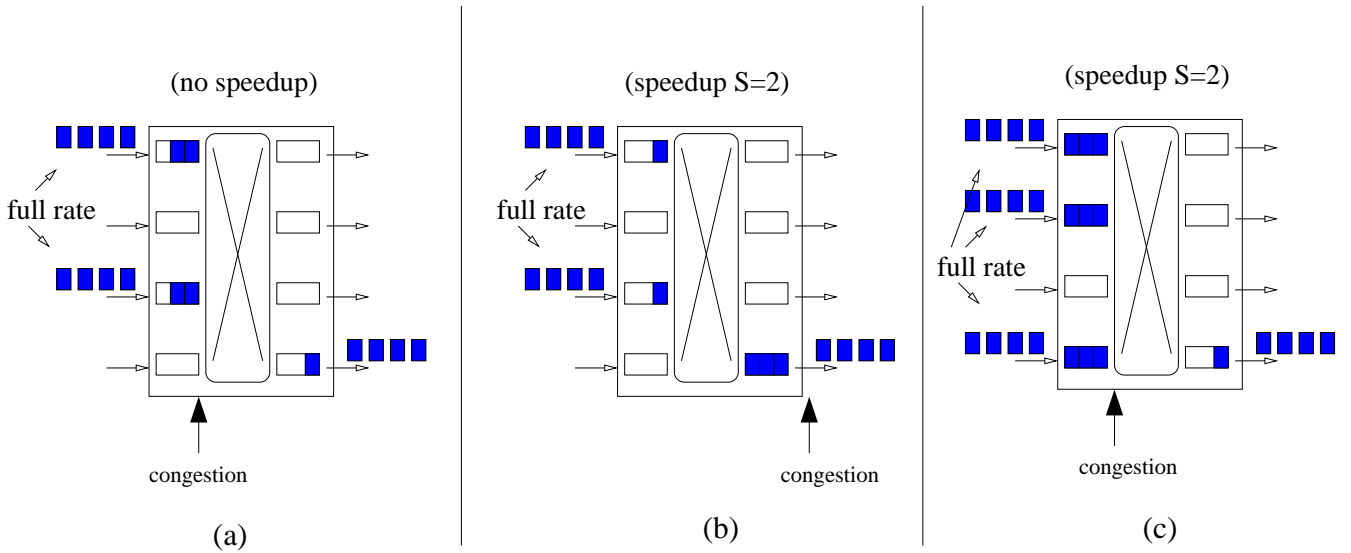 (no speedup)
full rate
congestion
(a)
(speedup S=2)
full rate
congestion
(b)
(speedup S=2)
full rate
congestion
(c)